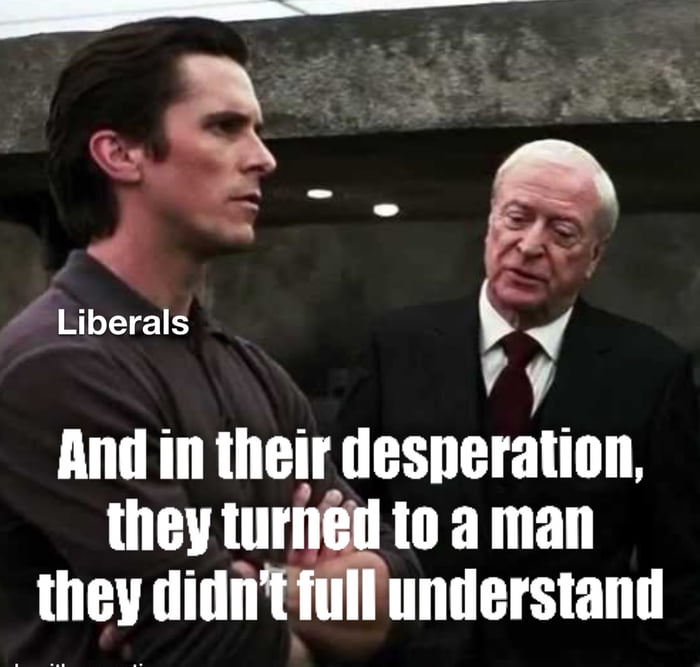 Liberals
And in their desperation,
they turned to a man
they didn't full understand